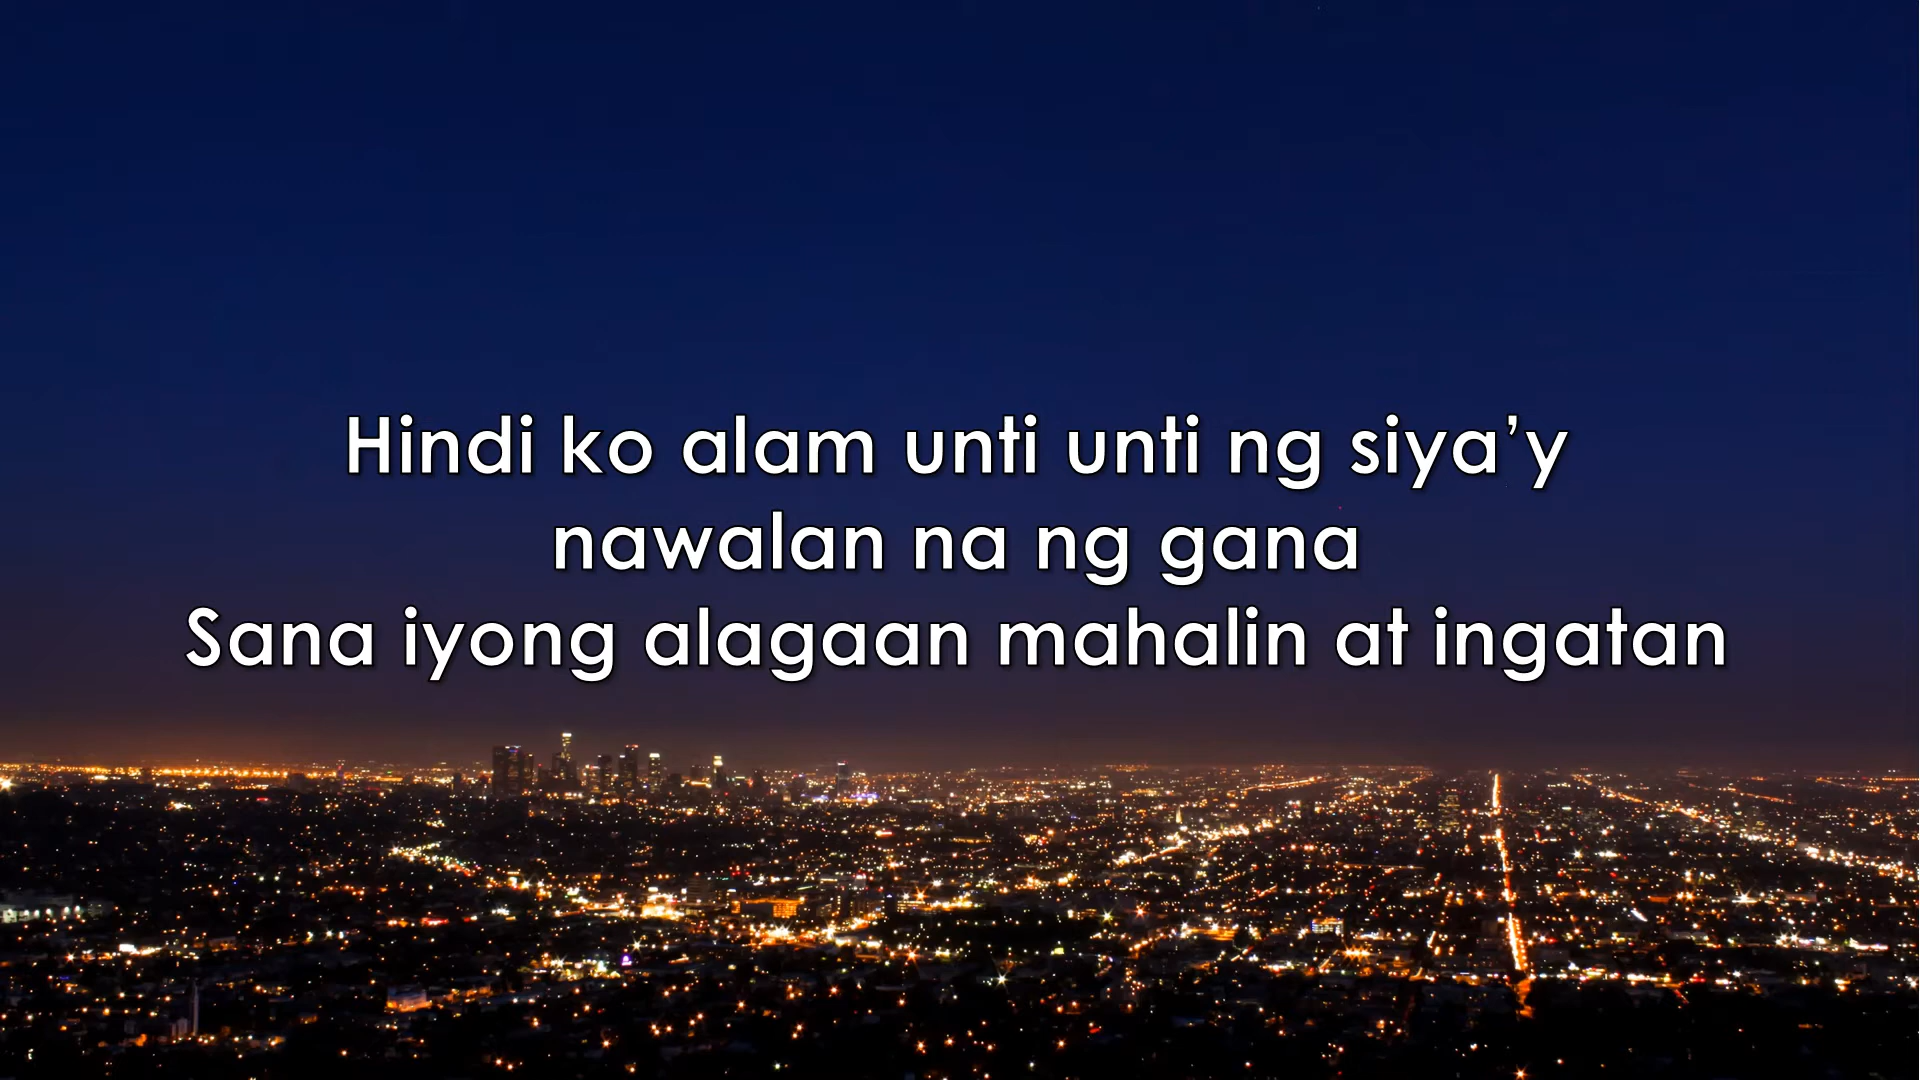 Hindi ko alam unti unti ng siya’y
nawalan na ng gana
Sana iyong alagaan mahalin at ingatan